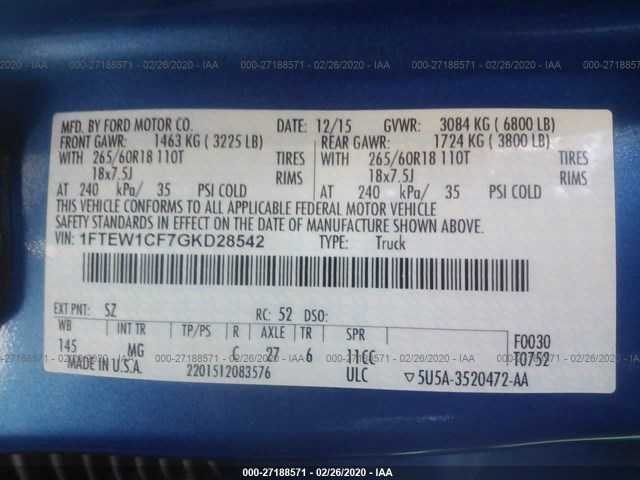 000-27188571 - 02/26/2020 - IAA
MFD. BY FORD MOTOR CO. DATE: 12/15 GVWR: 3084 KG ( 6800 LB)
FRONT GAWR: 1463 KG ( 3225 LB) REAR GAWR: 1724 KG ( 3800 LB)
WITH 265/60R18 110T TIRES WITH 265/60R18 110T TIRES
18x7.5J RIMS 18x7.5J RIMS
AT 240 kPa/ 35 PSI COLD AT 240 kPa/ 35 PSI COLD
THIS VEHICLE CONFORMS TO ALL APPLICABLE FEDERAL MOTOR VEHICLE
SAFETY STANDARDS IN EFFECT ON THE DATE OF MANUFACTURE SHOWN ABOVE.
VIN: 1FTEW1CF7GKD28542 TYPE: Truck
EXT PNT: SZ RC: 52 DSO:
WB INT TR TP/PS R AXLE TR SPR F0030
145 MG C 27 6 JTCC T0752
MADE IN U.S.A. 2201512083576 ULC 5U5A-3520472-AA
000-27188571 - 02/26/2020 - IAA